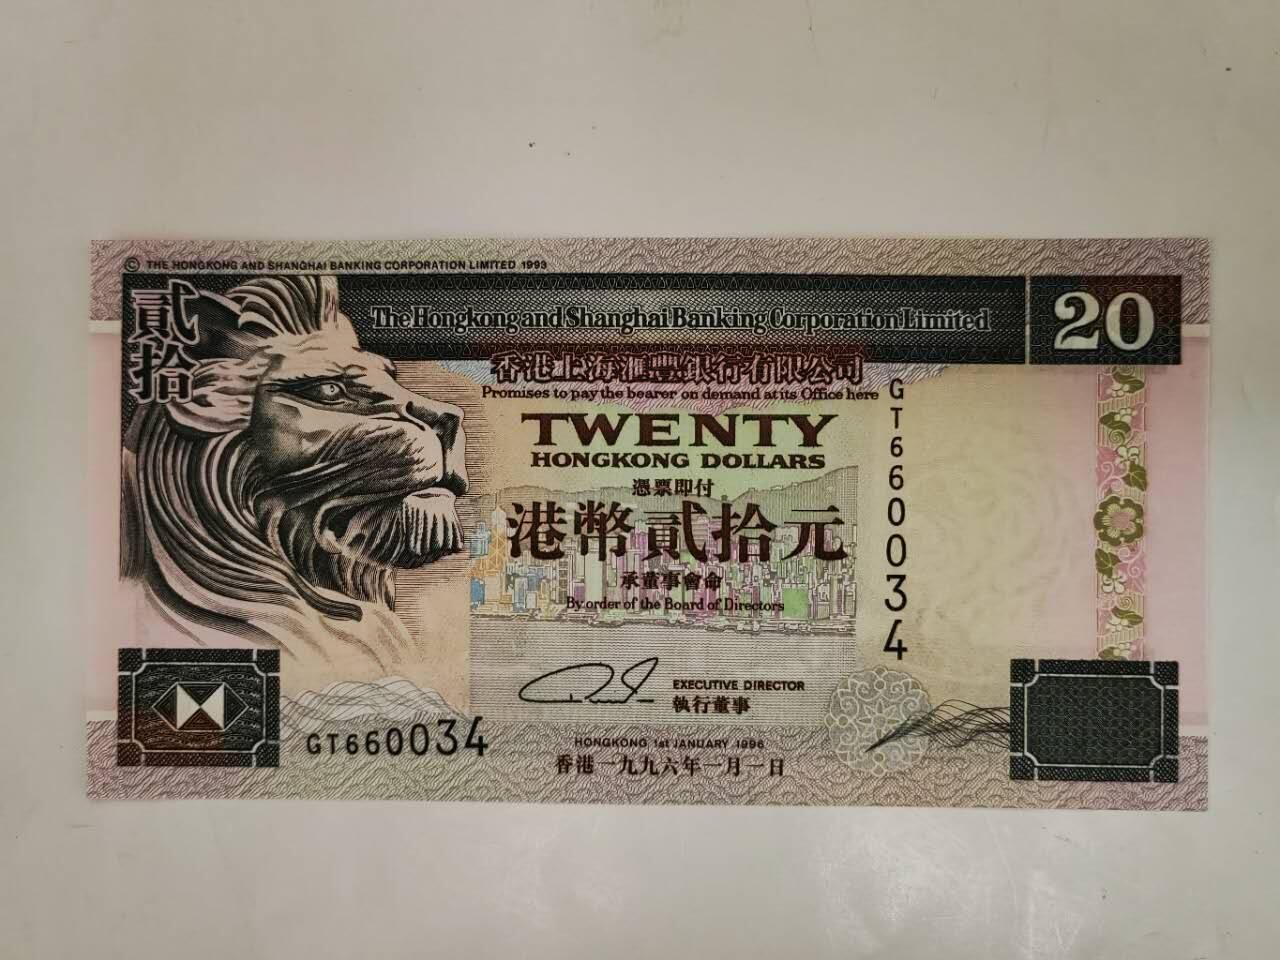 © THE HONGKONG AND SHANGHAI BANKING CORPORATION LIMITED 1993
貳拾
The Hongkong and Shanghai Banking Corporation Limited
20
香港上海滙豐銀行有限公司
Promises to pay the bearer on demand at its Office here
GT660034
TWENTY
HONGKONG DOLLARS
憑票即付
港幣貳拾元
承董事會命
By order of the Board of Directors
EXECUTIVE DIRECTOR
執行董事
GT660034
HONGKONG 1st JANUARY 1996
香港一九九六年一月一日